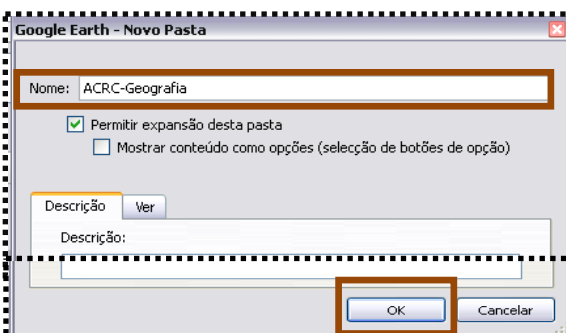 Google Earth - Novo Pasta
Nome: ACRC-Geografia
Permitir expansão desta pasta
Mostrar conteúdo como opções (selecção de botões de opção)
Descrição Ver
Descrição:
OK Cancelar